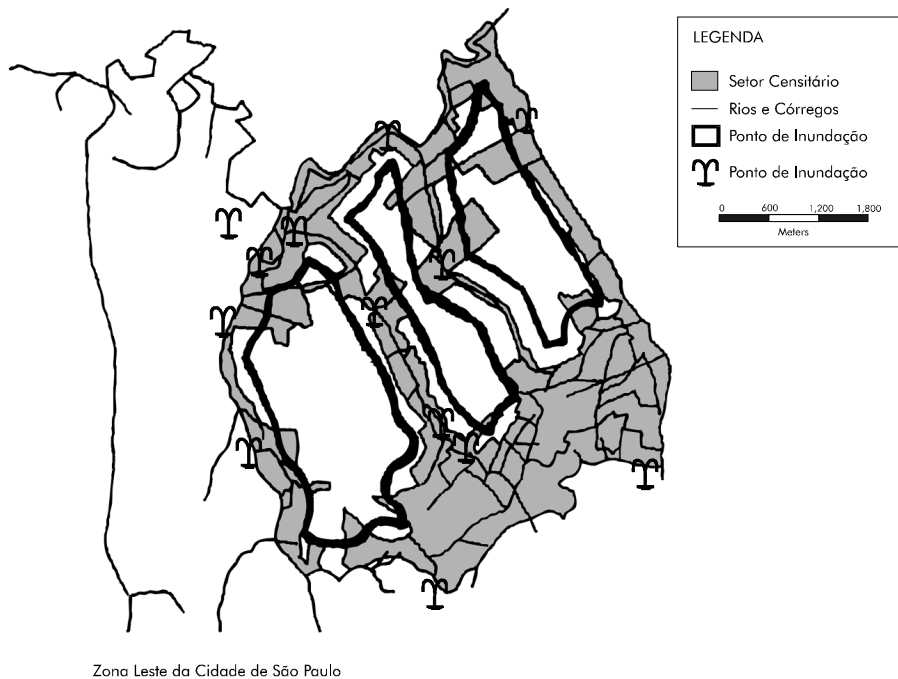 LEGENDA
Setor Censitário
Rios e Córregos
Ponto de Inundação
Ponto de Inundação
0 600 1,200 1,800
Meters
Zona Leste da Cidade de São Paulo